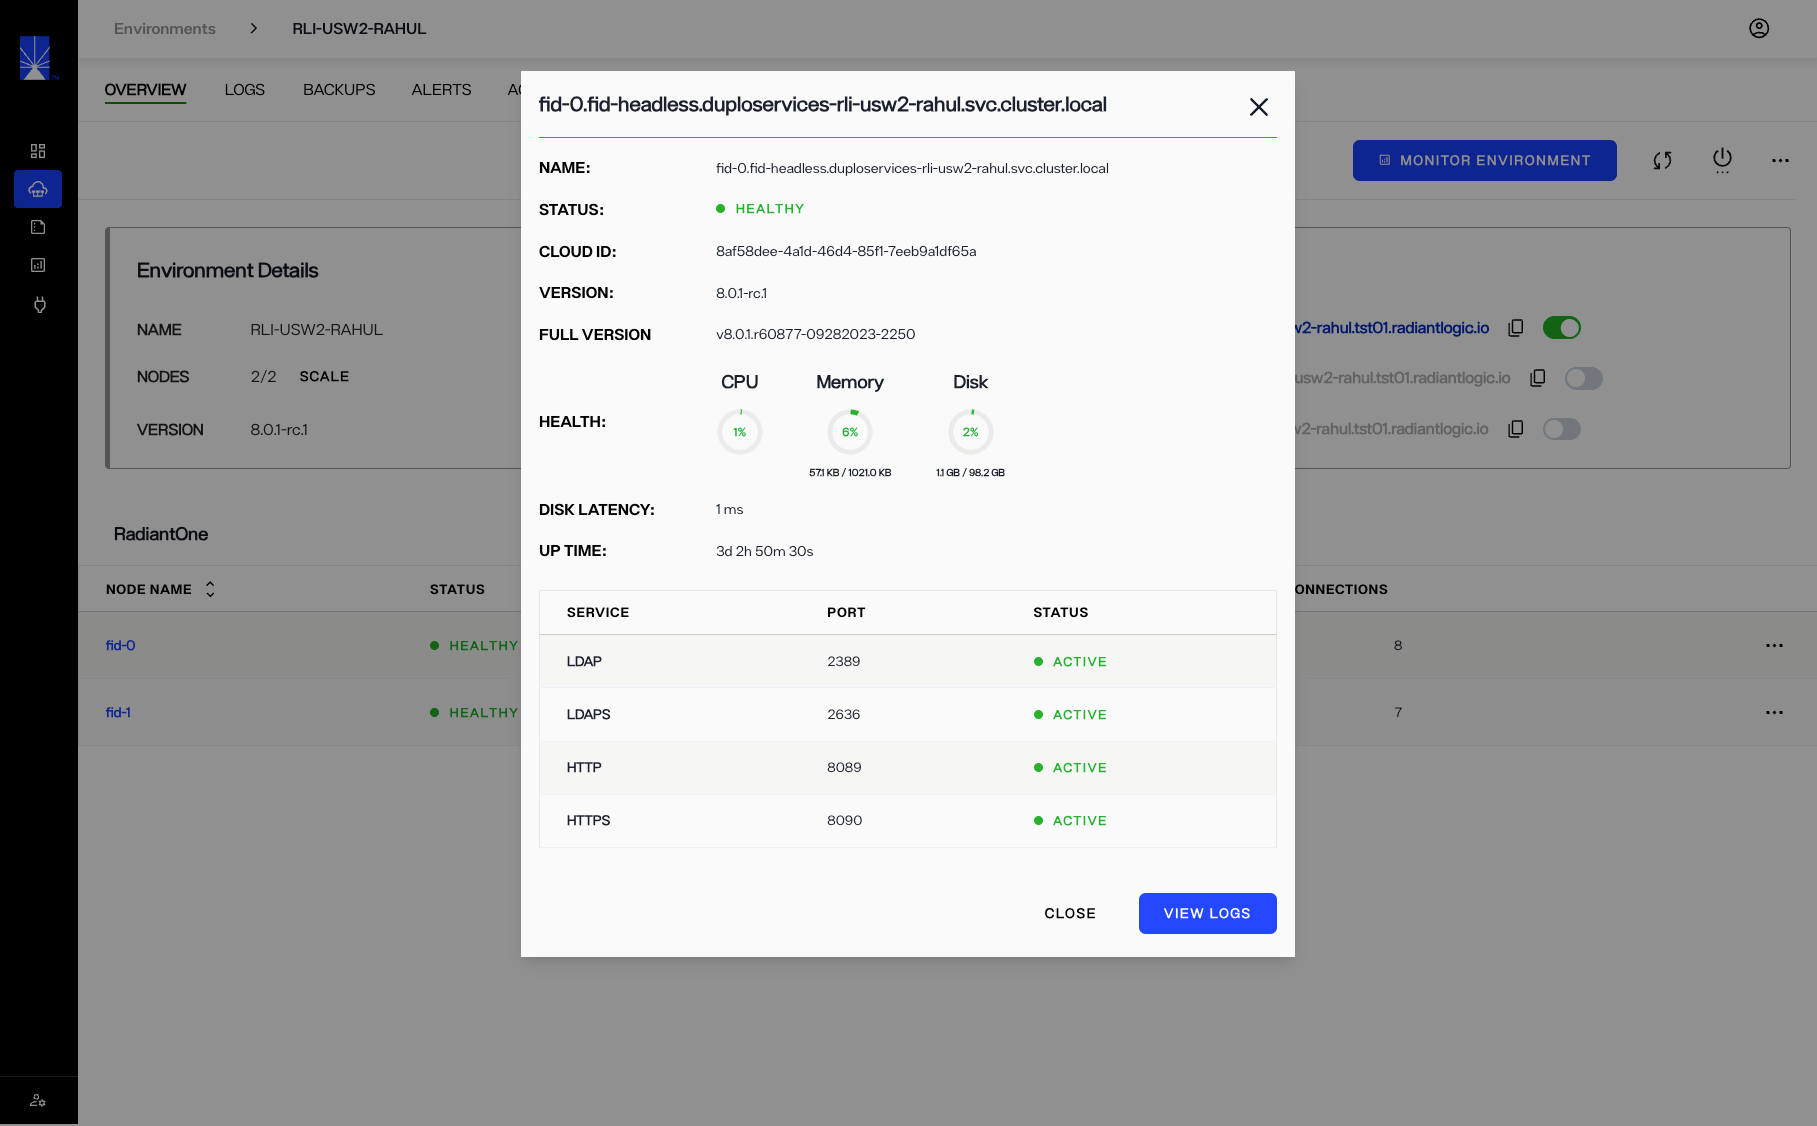 Environments > RLI-USW2-RAHUL
OVERVIEW LOGS BACKUPS ALERTS
MONITOR ENVIRONMENT
Environment Details
NAME RLI-USW2-RAHUL
NODES 2/2 SCALE
VERSION 8.0.1-rc.1
w2-rahul.tst01.radiantlogic.io
usw2-rahul.tst01.radiantlogic.io
w2-rahul.tst01.radiantlogic.io
RadiantOne
NODE NAME STATUS ONNECTIONS
fid-0 HEALTHY 8
fid-1 HEALTHY 7
fid-0.fid-headless.duploservices-rli-usw2-rahul.svc.cluster.local
NAME: fid-0.fid-headless.duploservices-rli-usw2-rahul.svc.cluster.local
STATUS: HEALTHY
CLOUD ID: 8af58dee-4a1d-46d4-85f1-7eeb9a1df65a
VERSION: 8.0.1-rc.1
FULL VERSION v8.0.1.r60877-09282023-2250
CPU Memory Disk
HEALTH: 1% 6% 2%
57.1 KB / 1021.0 KB 1.1 GB / 98.2 GB
DISK LATENCY: 1 ms
UP TIME: 3d 2h 50m 30s
SERVICE PORT STATUS
LDAP 2389 ACTIVE
LDAPS 2636 ACTIVE
HTTP 8089 ACTIVE
HTTPS 8090 ACTIVE
CLOSE VIEW LOGS